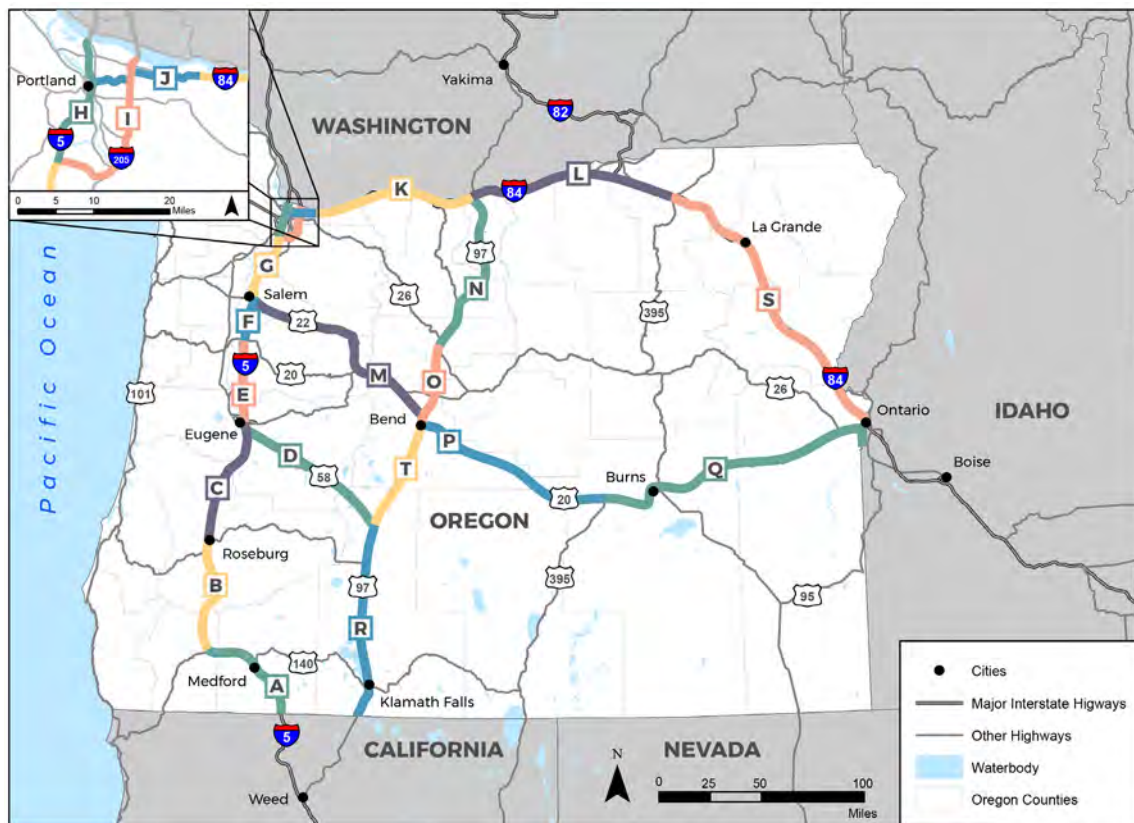 Portland
J
84
H
I
5
205
0 5 10 20
Miles
Yakima
82
WASHINGTON
K
L
84
La Grande
G
97
N
26
S
395
Salem
F
22
5
20
M
O
26
84
101
E
Ontario
IDAHO
Eugene
Bend
P
D
T
Boise
58
Burns
Q
C
20
OREGON
Roseburg
B
97
395
95
R
140
Medford
A
Klamath Falls
5
CALIFORNIA
NEVADA
Weed
Pacific Ocean
N
0 25 50 100
Miles
Cities
Major Interstate Higways
Other Highways
Waterbody
Oregon Counties